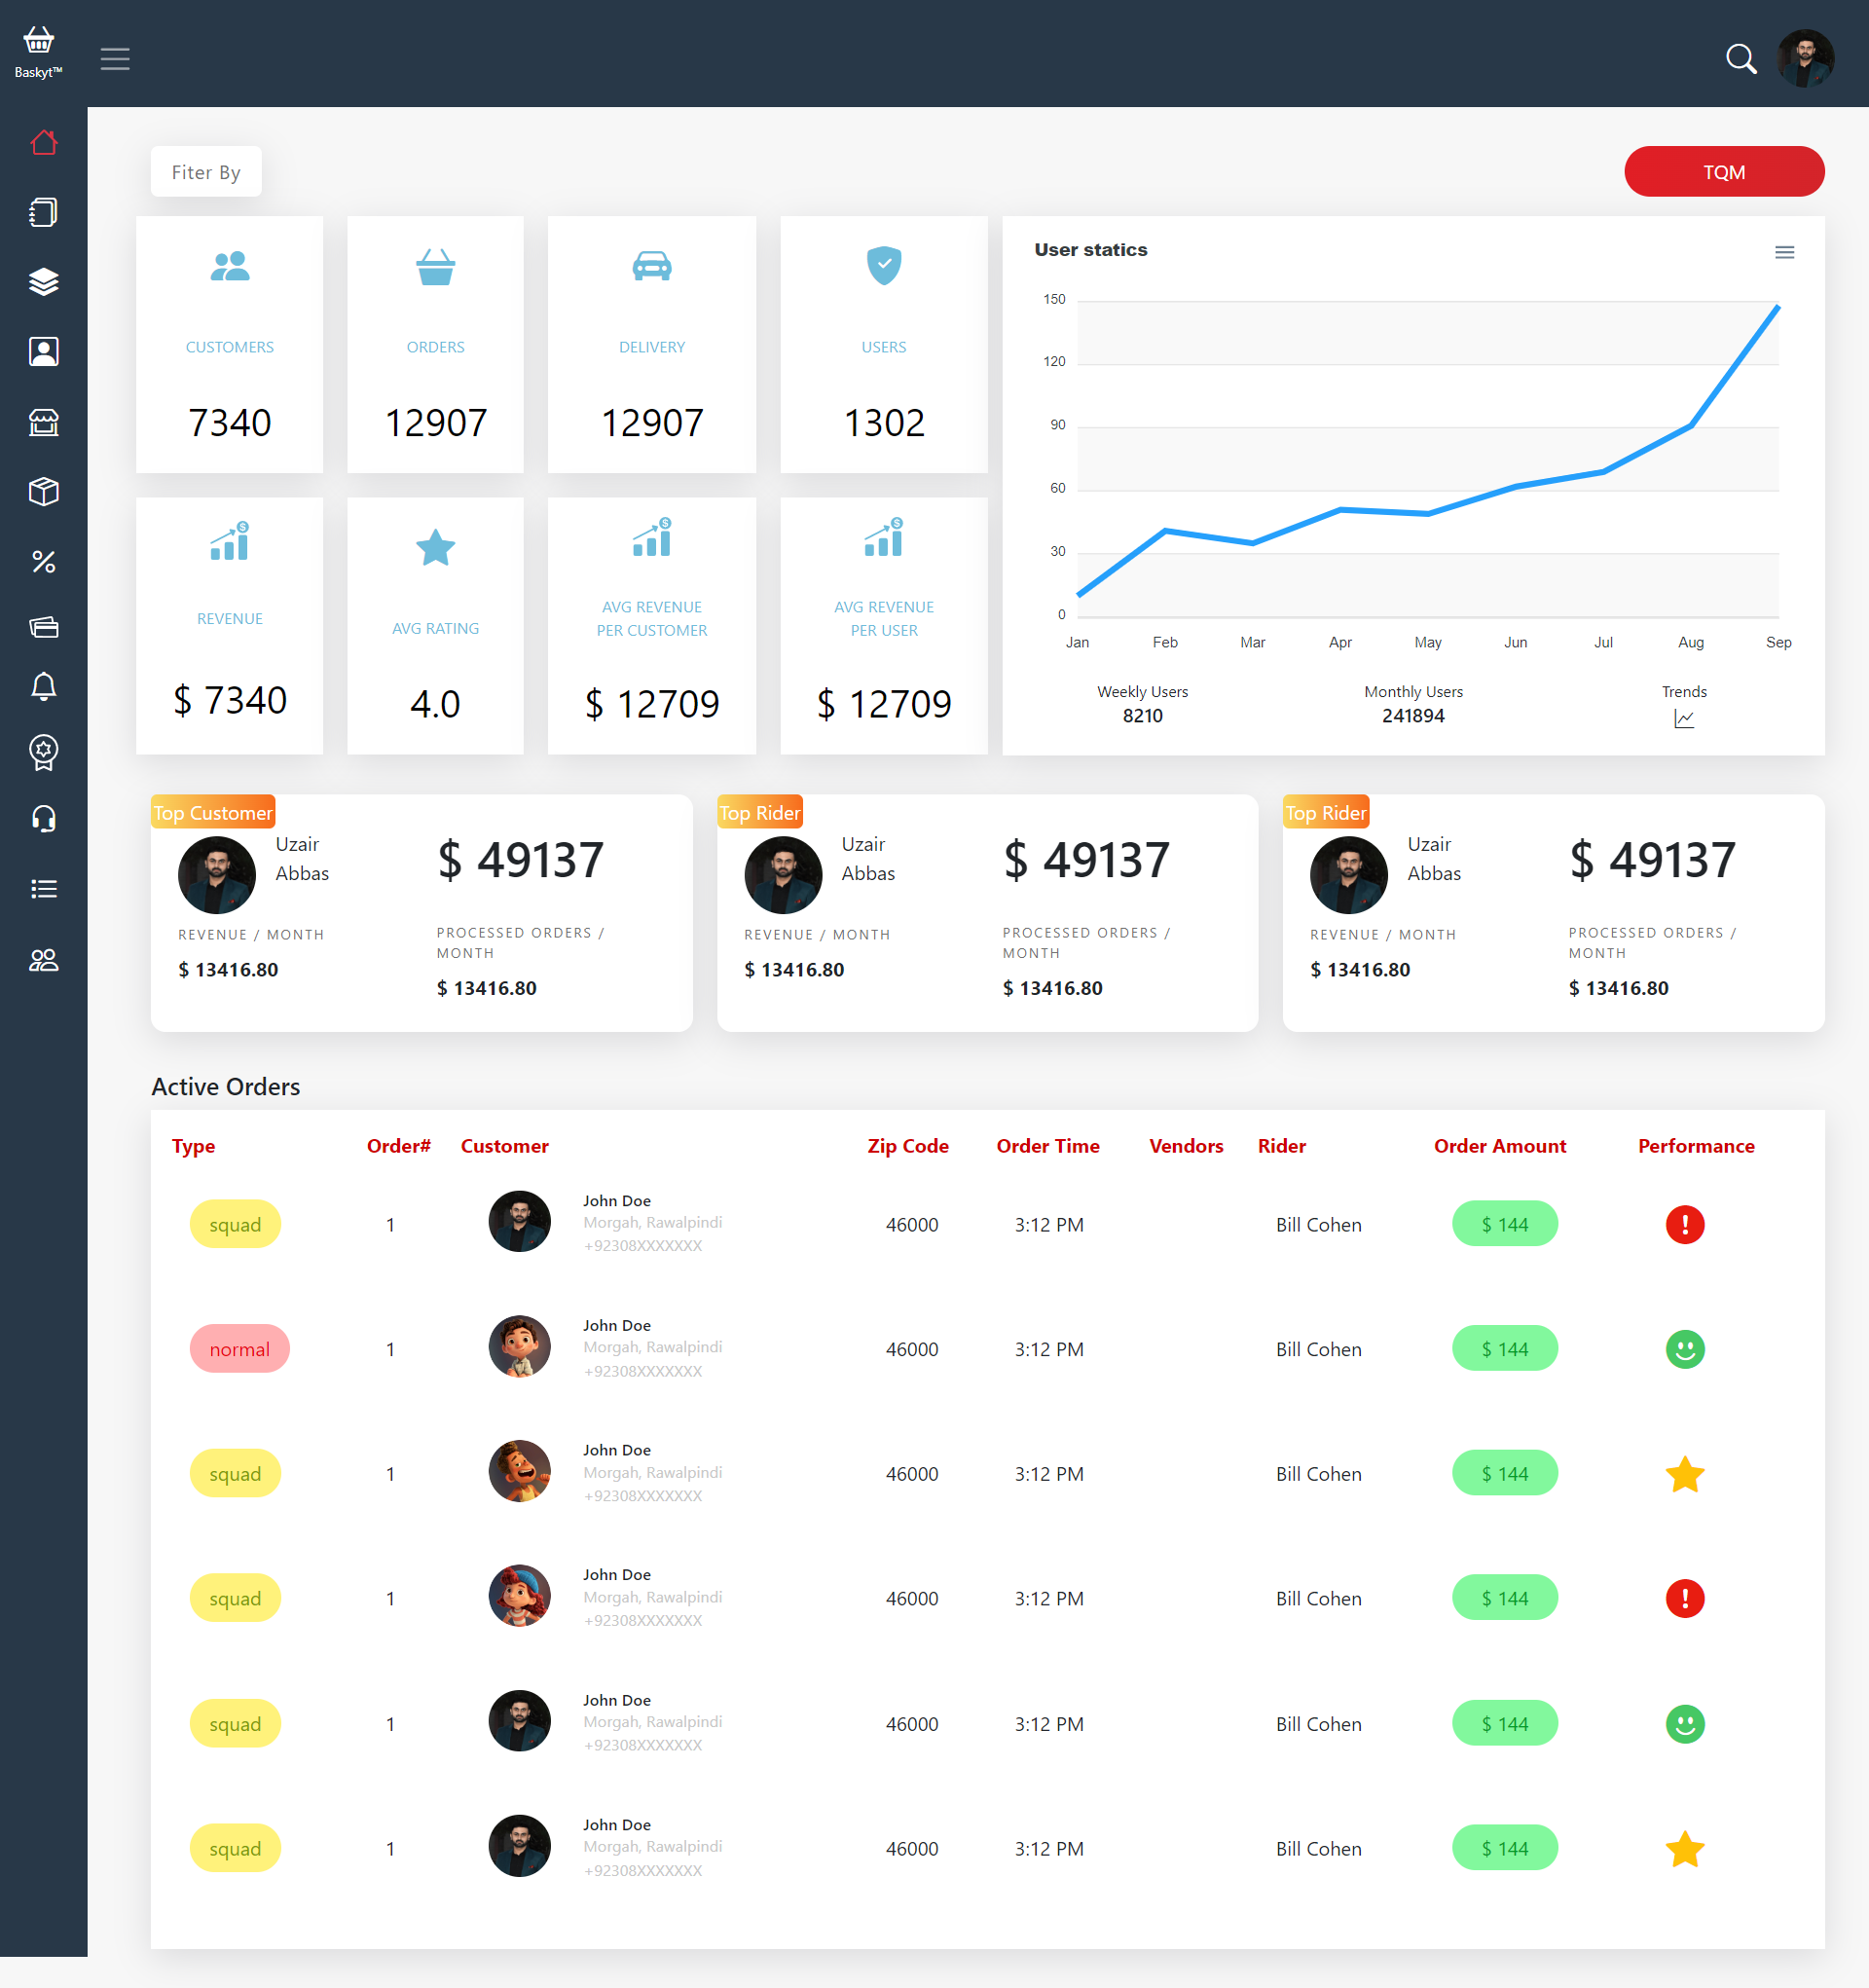 Baskyt™
Fiter By
TQM
CUSTOMERS
7340
ORDERS
12907
DELIVERY
12907
USERS
1302
REVENUE
$ 7340
AVG RATING
4.0
AVG REVENUE
PER CUSTOMER
$ 12709
AVG REVENUE
PER USER
$ 12709
User statics
150
120
90
60
30
0
Jan Feb Mar Apr May Jun Jul Aug Sep
Weekly Users
8210
Monthly Users
241894
Trends
Top Customer
Uzair
Abbas
$ 49137
REVENUE / MONTH
$ 13416.80
PROCESSED ORDERS /
MONTH
$ 13416.80
Top Rider
Uzair
Abbas
$ 49137
REVENUE / MONTH
$ 13416.80
PROCESSED ORDERS /
MONTH
$ 13416.80
Top Rider
Uzair
Abbas
$ 49137
REVENUE / MONTH
$ 13416.80
PROCESSED ORDERS /
MONTH
$ 13416.80
Active Orders
Type Order# Customer Zip Code Order Time Vendors Rider Order Amount Performance
squad 1 John Doe 46000 3:12 PM Bill Cohen $ 144
Morgah, Rawalpindi
+92308XXXXXXX
normal 1 John Doe 46000 3:12 PM Bill Cohen $ 144
Morgah, Rawalpindi
+92308XXXXXXX
squad 1 John Doe 46000 3:12 PM Bill Cohen $ 144
Morgah, Rawalpindi
+92308XXXXXXX
squad 1 John Doe 46000 3:12 PM Bill Cohen $ 144
Morgah, Rawalpindi
+92308XXXXXXX
squad 1 John Doe 46000 3:12 PM Bill Cohen $ 144
Morgah, Rawalpindi
+92308XXXXXXX
squad 1 John Doe 46000 3:12 PM Bill Cohen $ 144
Morgah, Rawalpindi
+92308XXXXXXX